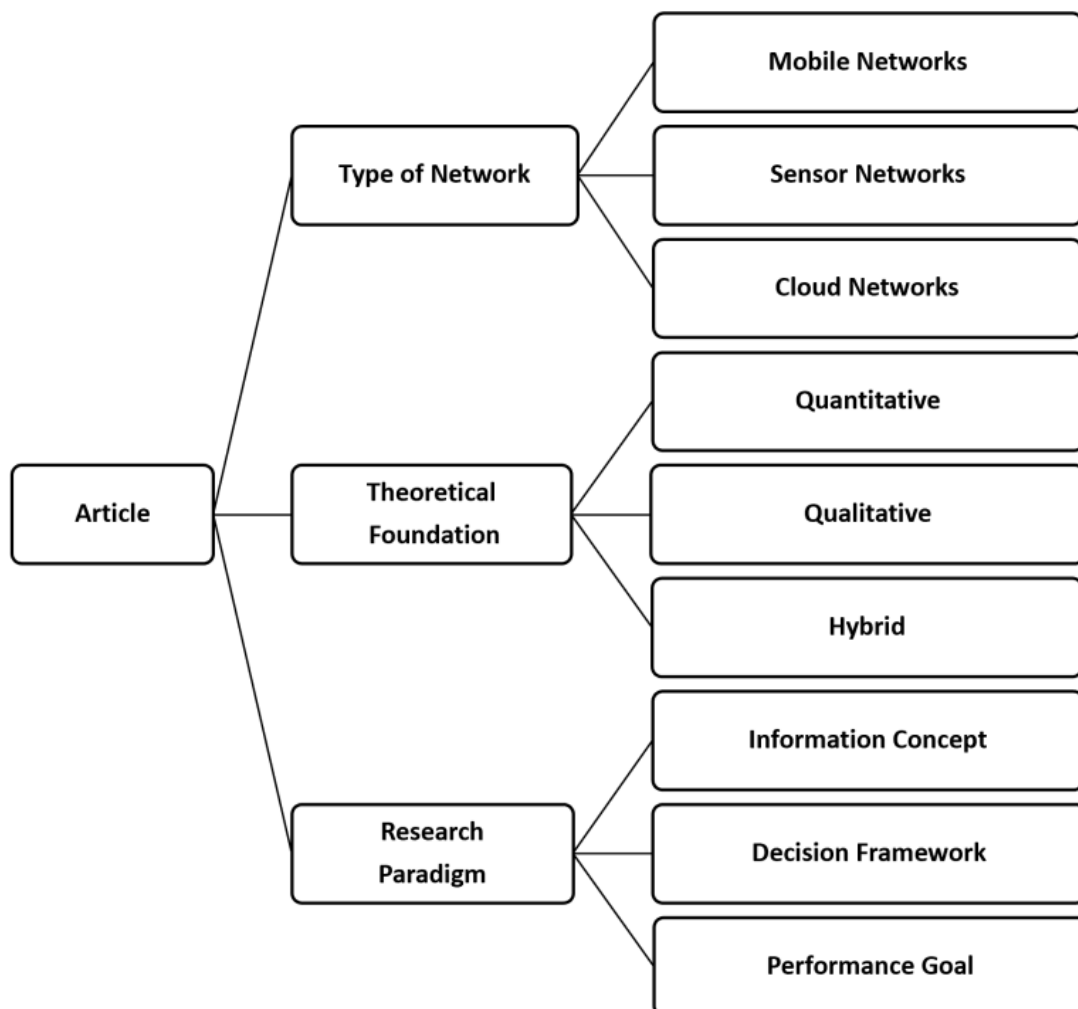 Mobile Networks
Type of Network
Sensor Networks
Cloud Networks
Quantitative
Article
Theoretical
Foundation
Qualitative
Hybrid
Information Concept
Research
Paradigm
Decision Framework
Performance Goal